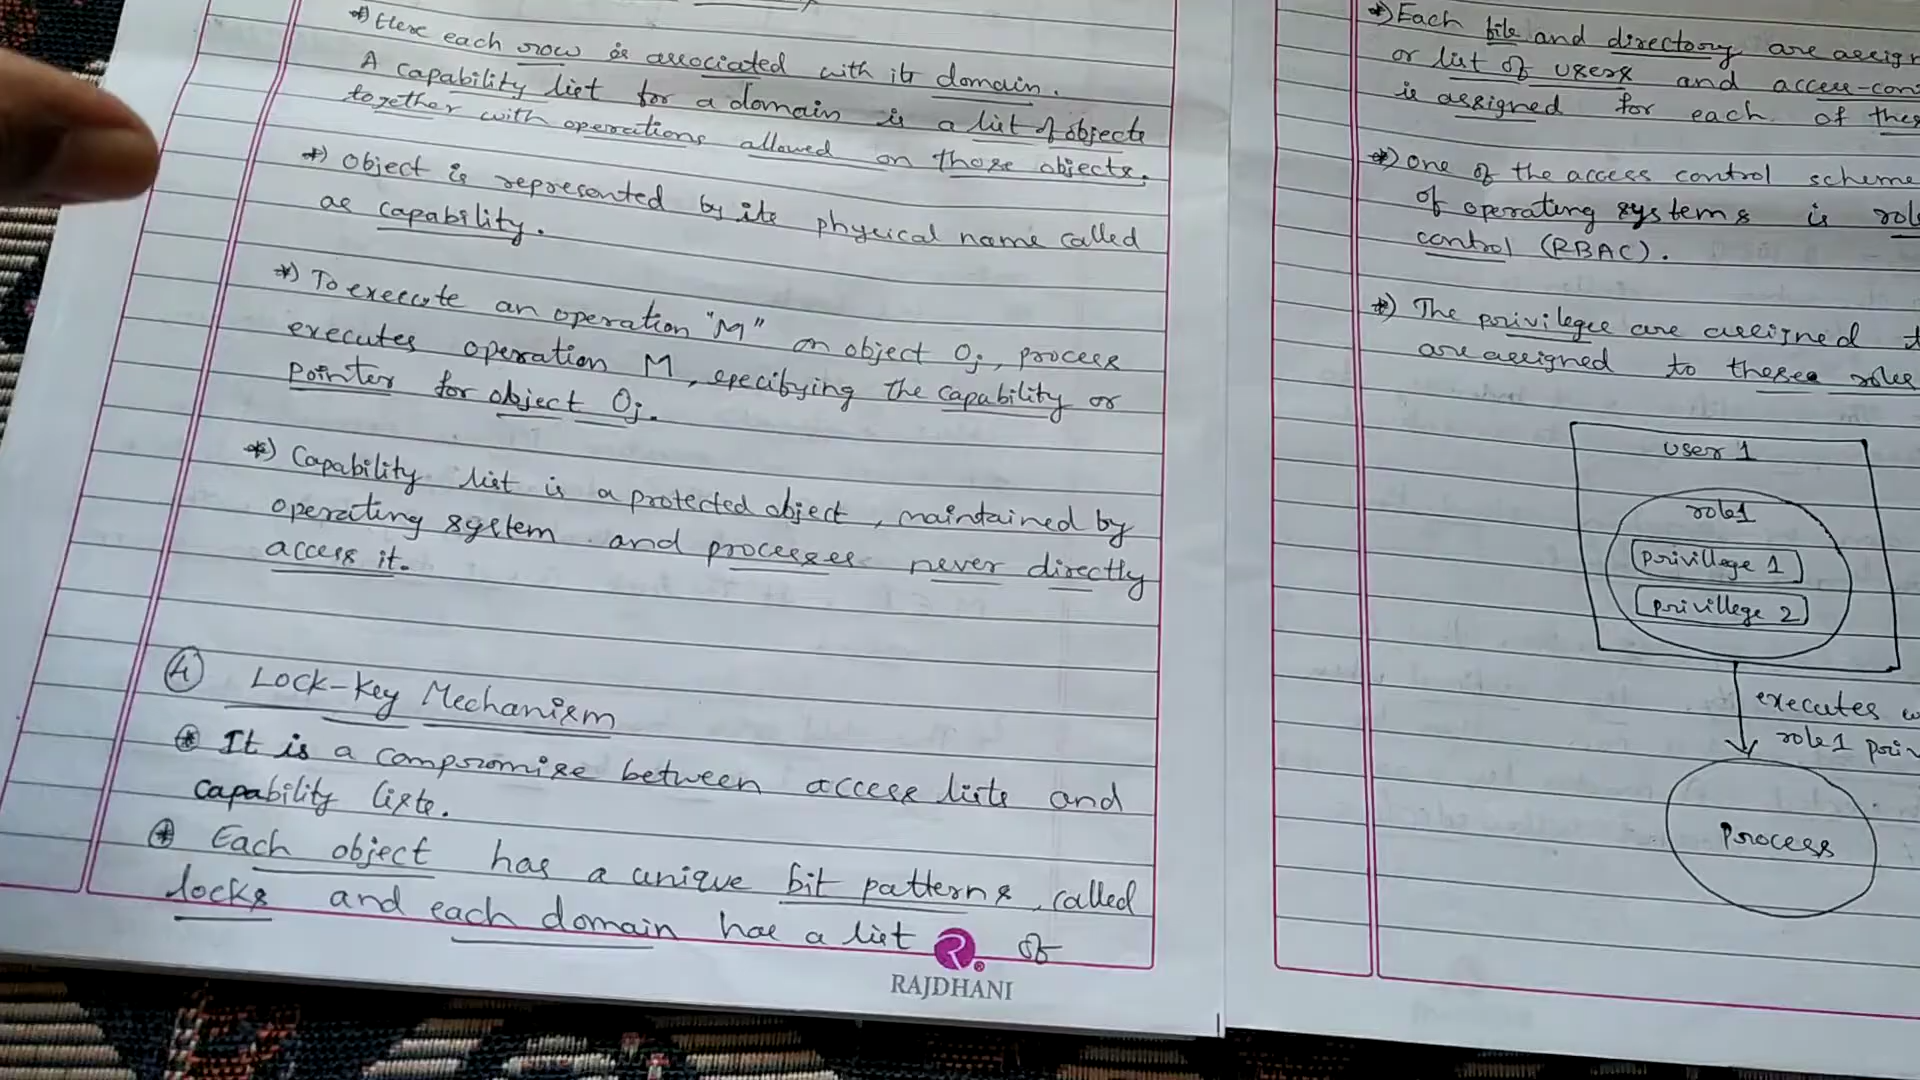 *) Here each row is associated with its domain.
A capability list for a domain is a list of objects
together with operations allowed on those objects.
*) Object is represented by its physical name called
as capability.
*) To execute an operation "M" on object Oj, process
executes operation M, specifying the capability or
pointer for object Oj.
*) Capability list is a protected object, maintained by
operating system and processes never directly
access it.
4 Lock-Key Mechanism
* It is a compromise between access lists and
capability lists.
* Each object has a unique bit patterns, called
locks and each domain has a list of
RAJDHANI
*) Each file and directory are
or list of users and
is assigned for each of
*) One of the access control scheme
of operating systems is
control (RBAC).
*) The privileges are assigned
are assigned to these roles
user 1
role1
privillege 1
privillege 2
executes
role1
process